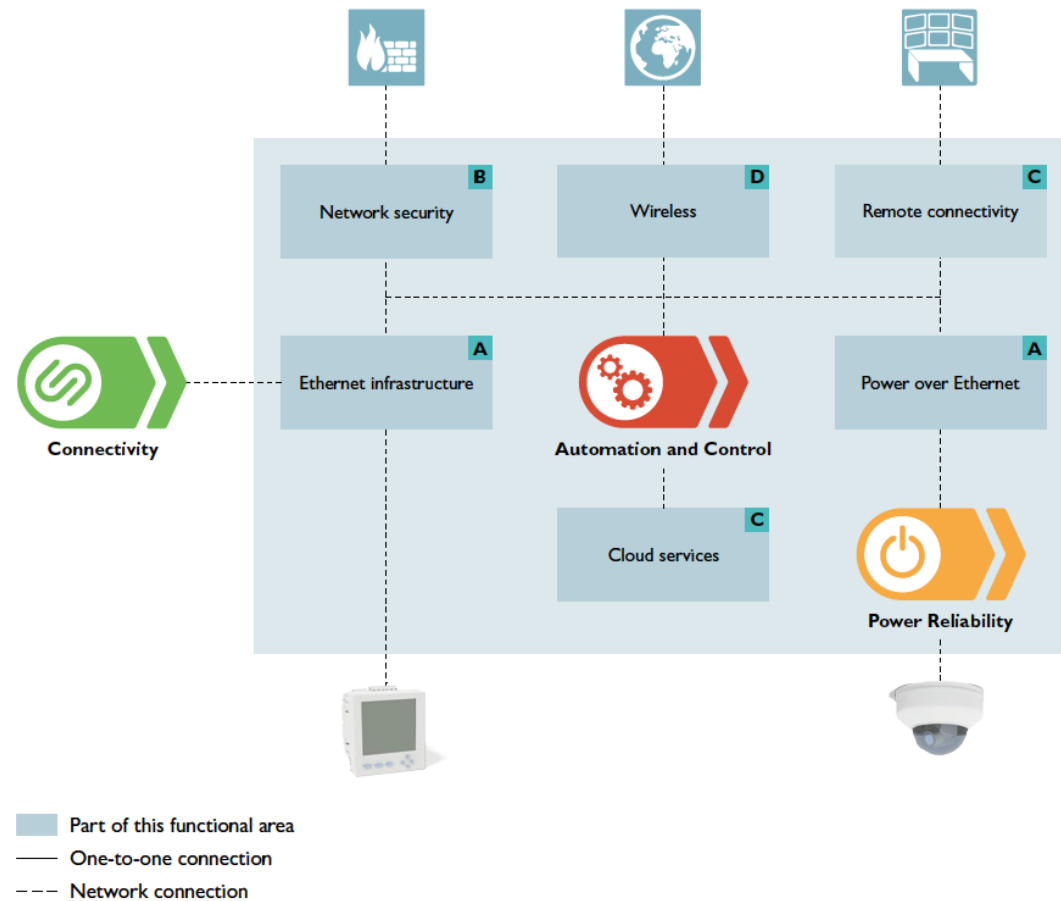 B
Network security
D
Wireless
C
Remote connectivity
A
Ethernet infrastructure
A
Power over Ethernet
Connectivity
Automation and Control
C
Cloud services
Power Reliability
Part of this functional area
One-to-one connection
Network connection